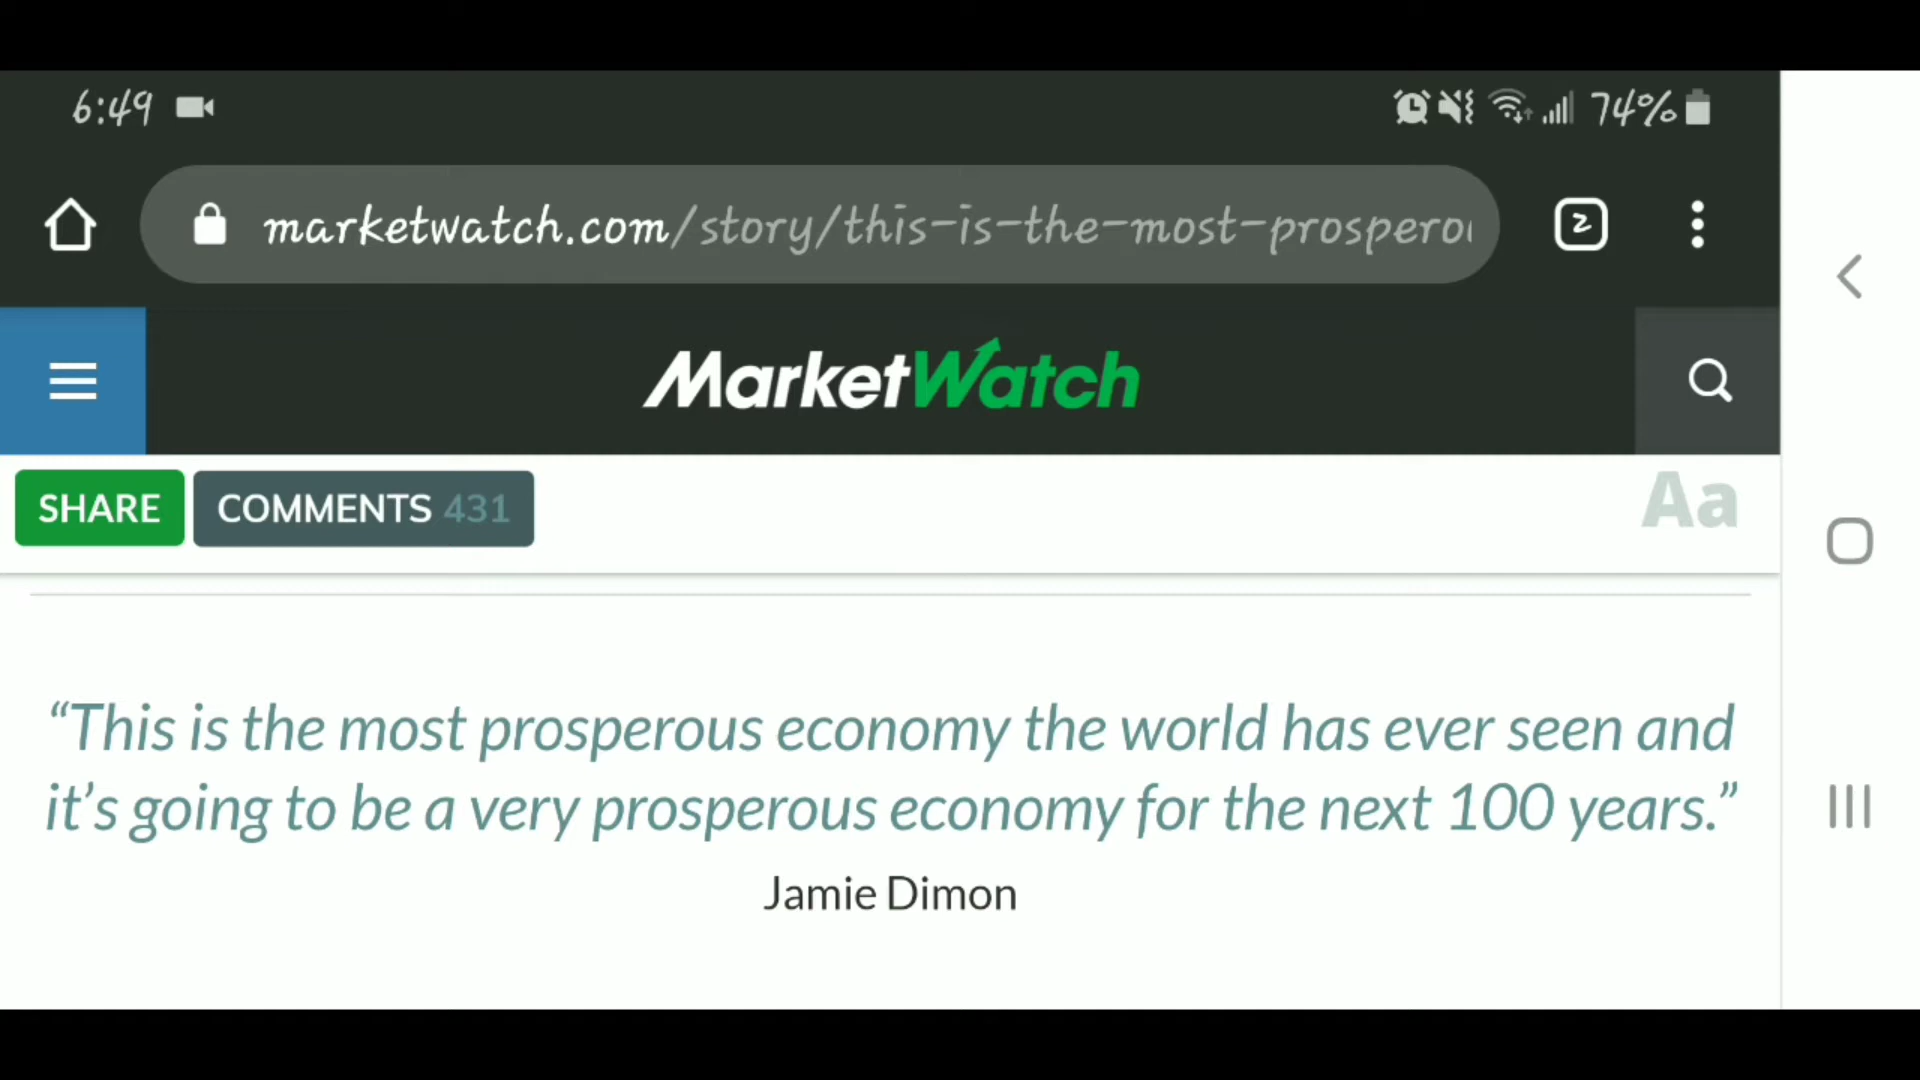 6:49
74%
marketwatch.com/story/this-is-the-most-prospero
2
MarketWatch
SHARE
COMMENTS 431
Aa
“This is the most prosperous economy the world has ever seen and
it’s going to be a very prosperous economy for the next 100 years.”
Jamie Dimon